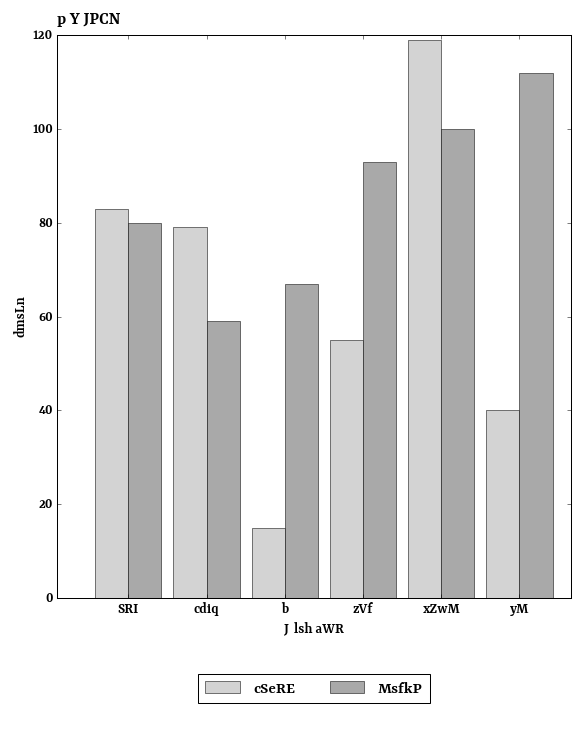 p Y JPCN
120
100
80
60
40
20
0
dmsLn
SRI cdiq b zVf xZwM yM
J lsh aWR
cSeRE MsfkP